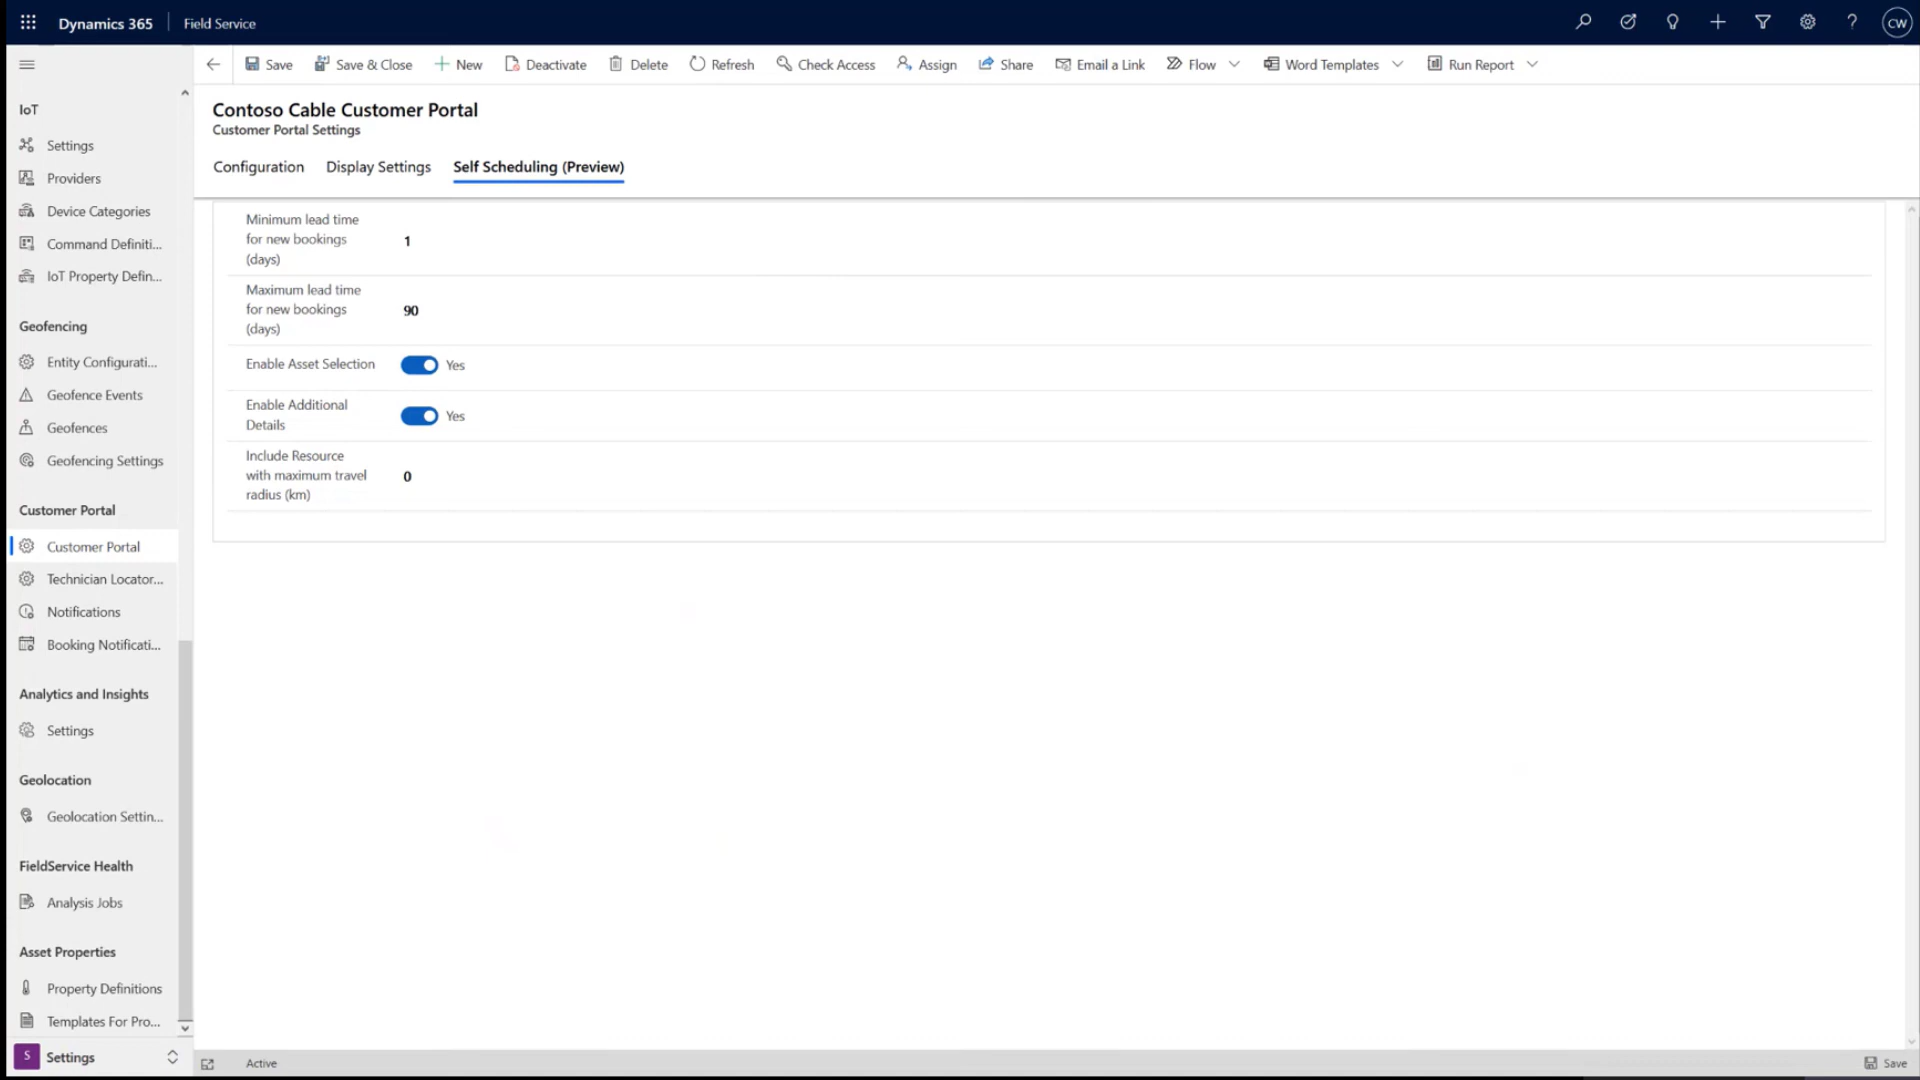 Dynamics 365
Field Service
CW
Save
Save & Close
New
Deactivate
Delete
Refresh
Check Access
Assign
Share
Email a Link
Flow
Word Templates
Run Report
Contoso Cable Customer Portal
Customer Portal Settings
Configuration
Display Settings
Self Scheduling (Preview)
IoT
Settings
Providers
Device Categories
Command Definiti...
IoT Property Defin...
Geofencing
Entity Configurati...
Geofence Events
Geofences
Geofencing Settings
Customer Portal
Customer Portal
Technician Locator...
Notifications
Booking Notificati...
Analytics and Insights
Settings
Geolocation
Geolocation Settin...
FieldService Health
Analysis Jobs
Asset Properties
Property Definitions
Templates For Pro...
S
Settings
Minimum lead time
for new bookings
(days)
1
Maximum lead time
for new bookings
(days)
90
Enable Asset Selection
Yes
Enable Additional
Details
Yes
Include Resource
with maximum travel
radius (km)
0
Active
Save